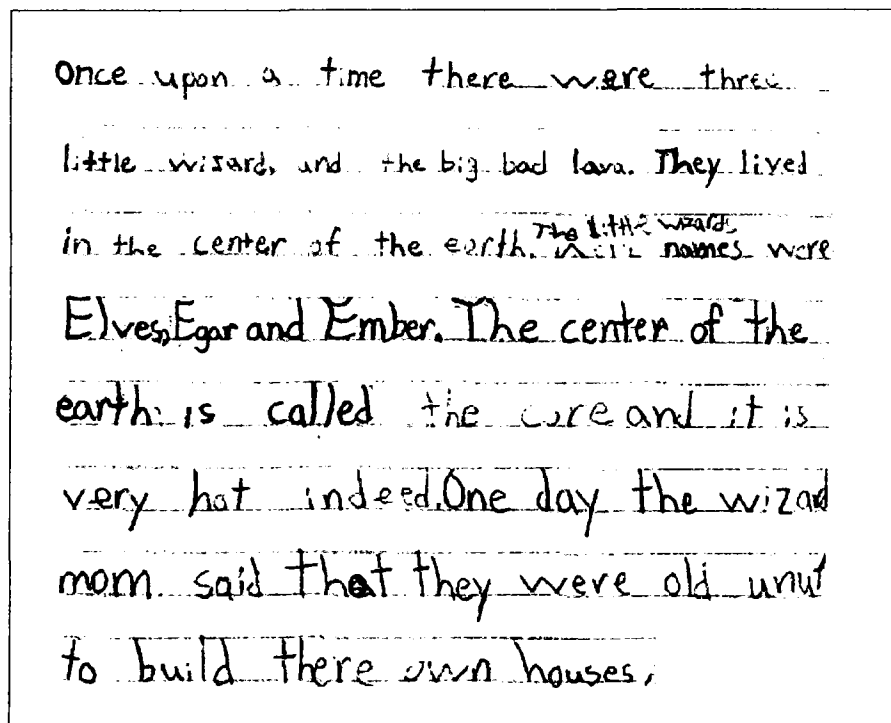 Once upon a time there were three
little wizards and the big bad lava. They lived
in the center of the earth. The little wizards names were
Elves, Egar and Ember. The center of the
earth is called the core and it is
very hot indeed. One day the wizad
mom said that they were old unuf
to build there own houses.